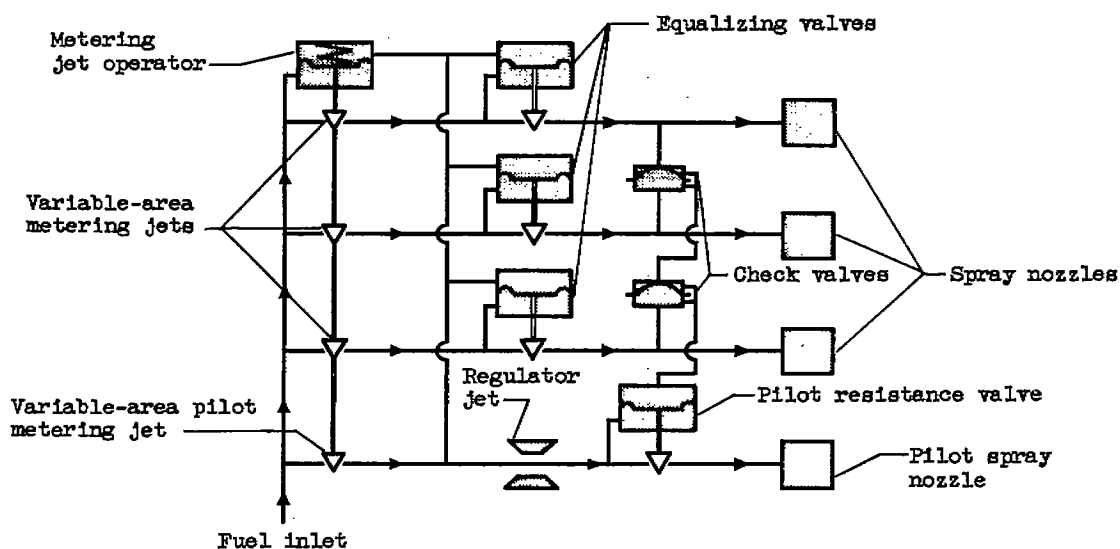 Equalizing valves
Metering
jet operator
Variable-area
metering jets
Check valves
Spray nozzles
Regulator
jet
Pilot resistance valve
Variable-area pilot
metering jet
Pilot spray
nozzle
Fuel inlet